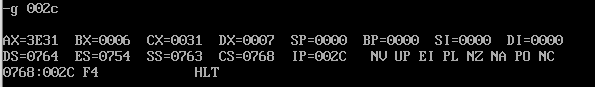 -g 002c
AX=3E31 BX=0006 CX=0031 DX=0007 SP=0000 BP=0000 SI=0000 DI=0000
DS=0764 ES=0754 SS=0763 CS=0768 IP=002C NV UP EI PL NZ NA PO NC
0768:002C F4 HLT